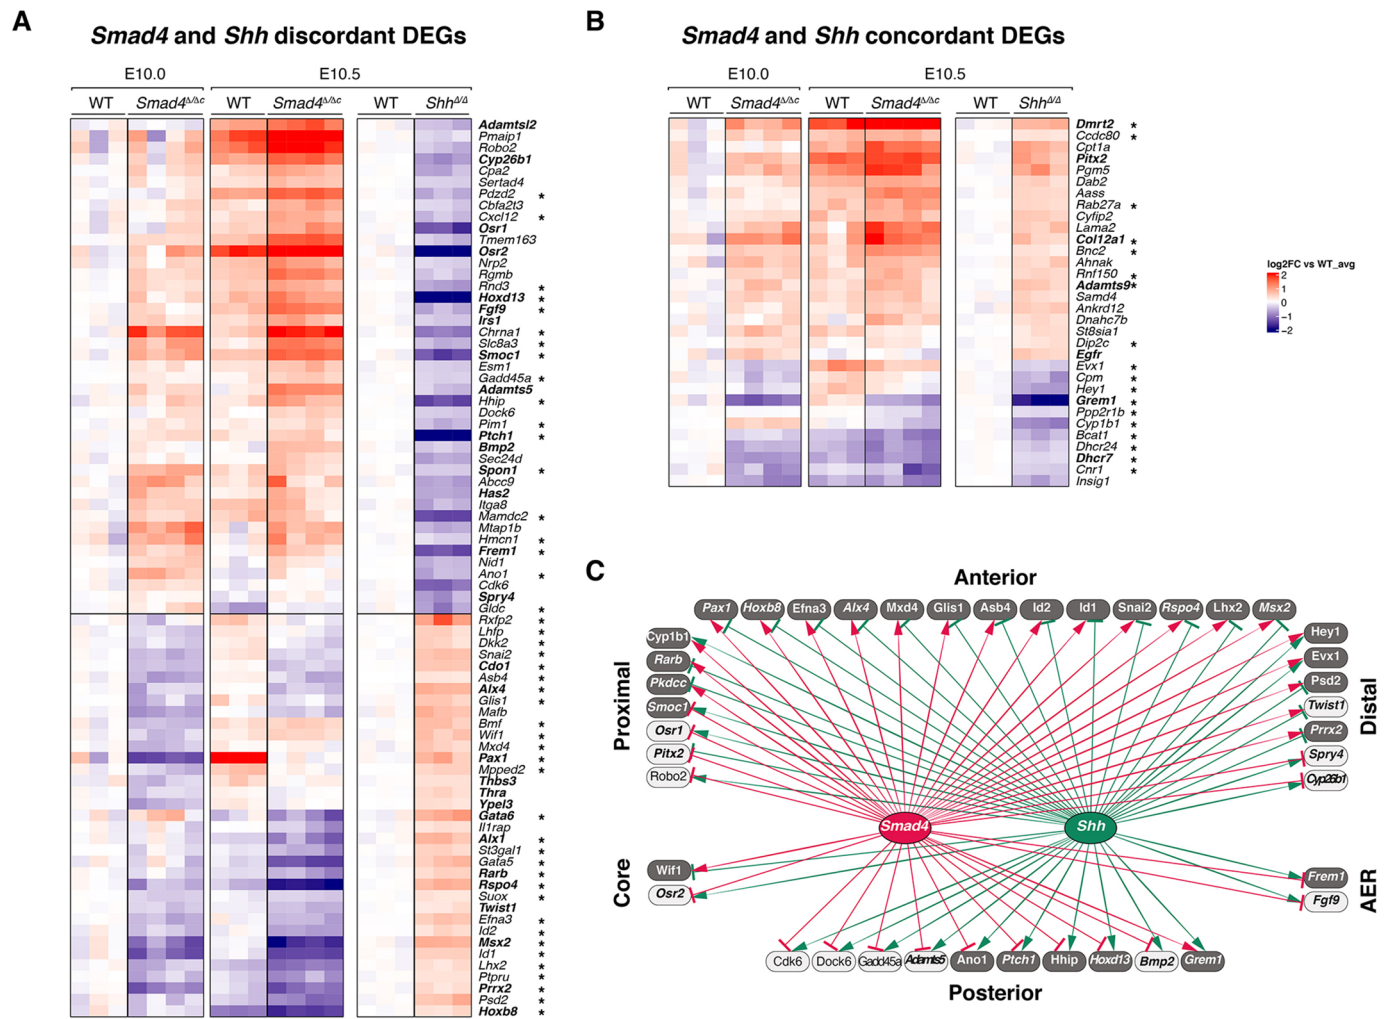 A
Smad4 and Shh discordant DEGs
E10.0
E10.5
WT
Smad4Δ/Δc
WT
Smad4Δ/Δc
WT
ShhΔ/Δ
Adamtsl2
Pmaip1
Robo2
Cyp26b1
Cpa2
Sertad4
Pdzd2 *
Cbfa2t3
Cxcl12 *
Osr1
Tmem163
Osr2
Nrp2
Rgmb
Rnd3 *
Hoxd13 *
Fgf9 *
Irs1
Chrna1 *
Slc8a3 *
Smoc1 *
Esm1
Gadd45a *
Adamts5
Hhip *
Dock6
Pim1 *
Ptch1 *
Bmp2
Sec24d
Spon1 *
Abcc9
Has2
Itga8
Mamdc2 *
Mtap1b
Hmcn1 *
Frem1 *
Nid1
Ano1 *
Cdk6
Spry4
Gldc *
Rxfp2 *
Lhfp *
Dkk2 *
Snai2 *
Cdo1 *
Asb4 *
Alx4 *
Glis1 *
Mafb
Bmf *
Wif1 *
Mxd4 *
Pax1 *
Mpped2 *
Thbs3
Thra
Ypel3
Gata6 *
Il1rap
Alx1 *
St3gal1 *
Gata5 *
Rarb *
Rspo4 *
Suox *
Twist1
Efna3 *
Id2 *
Msx2 *
Id1 *
Lhx2 *
Ptpru *
Prrx2 *
Psd2 *
Hoxb8 *
B
Smad4 and Shh concordant DEGs
E10.0
E10.5
WT
Smad4Δ/Δc
WT
Smad4Δ/Δc
WT
ShhΔ/Δ
Dmrt2 *
Ccdc80 *
Cpt1a
Pitx2
Pgm5
Dab2
Aass
Rab27a *
Cyfip2
Lama2
Col12a1 *
Bnc2 *
Ahnak
Rnf150 *
Adamts9*
Samd4
Ankrd12
Dnahc7b
St8sia1
Dip2c *
Egfr
Evx1 *
Cpm *
Hey1 *
Grem1 *
Ppp2r1b *
Cyp1b1 *
Bcat1 *
Dhcr24 *
Dhcr7 *
Cnr1 *
Insig1
log2FC vs WT_avg
2
1
0
−1
−2
C
Anterior
Pax1 Hoxb8 Efna3 Alx4 Mxd4 Glis1 Asb4 Id2 Id1 Snai2 Rspo4 Lhx2 Msx2
Proximal
Cyp1b1
Rarb
Pkdcc
Smoc1
Osr1
Pitx2
Robo2
Distal
Hey1
Evx1
Psd2
Twist1
Prrx2
Spry4
Cyp26b1
Smad4
Shh
Core
Wif1
Osr2
AER
Frem1
Fgf9
Cdk6 Dock6 Gadd45a Adamts5 Ano1 Ptch1 Hhip Hoxd13 Bmp2 Grem1
Posterior